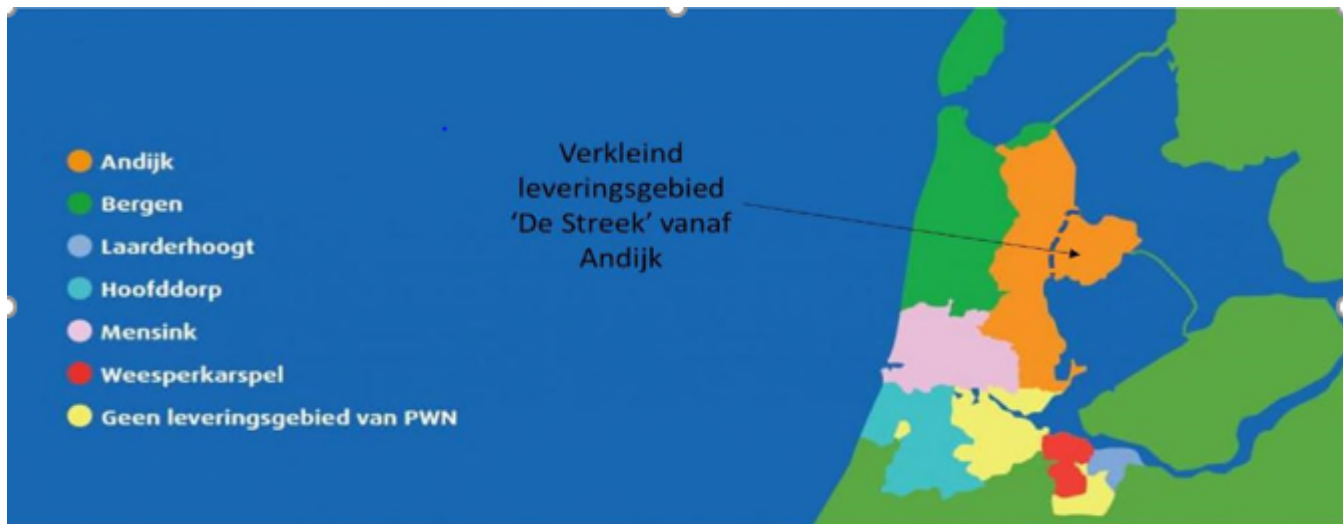 Andijk
Bergen
Laarderhoogt
Hoofddorp
Mensink
Weesperkarspel
Geen leveringsgebied van PWN
Verkleind
leveringsgebied
‘De Streek’ vanaf
Andijk